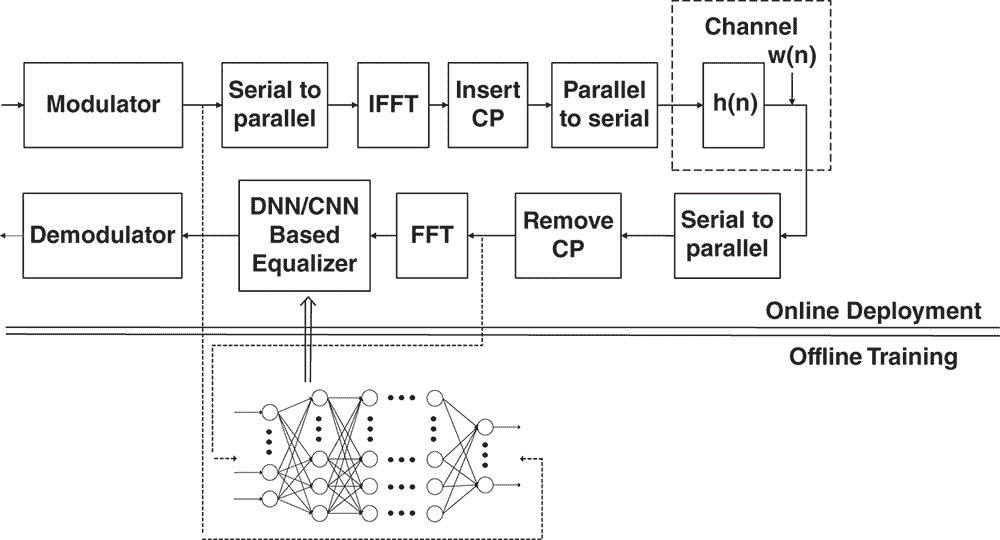 Channel
w(n)
Modulator
Serial to
parallel
IFFT
Insert
CP
Parallel
to serial
h(n)
Demodulator
DNN/CNN
Based
Equalizer
FFT
Remove
CP
Serial to
parallel
Online Deployment
Offline Training